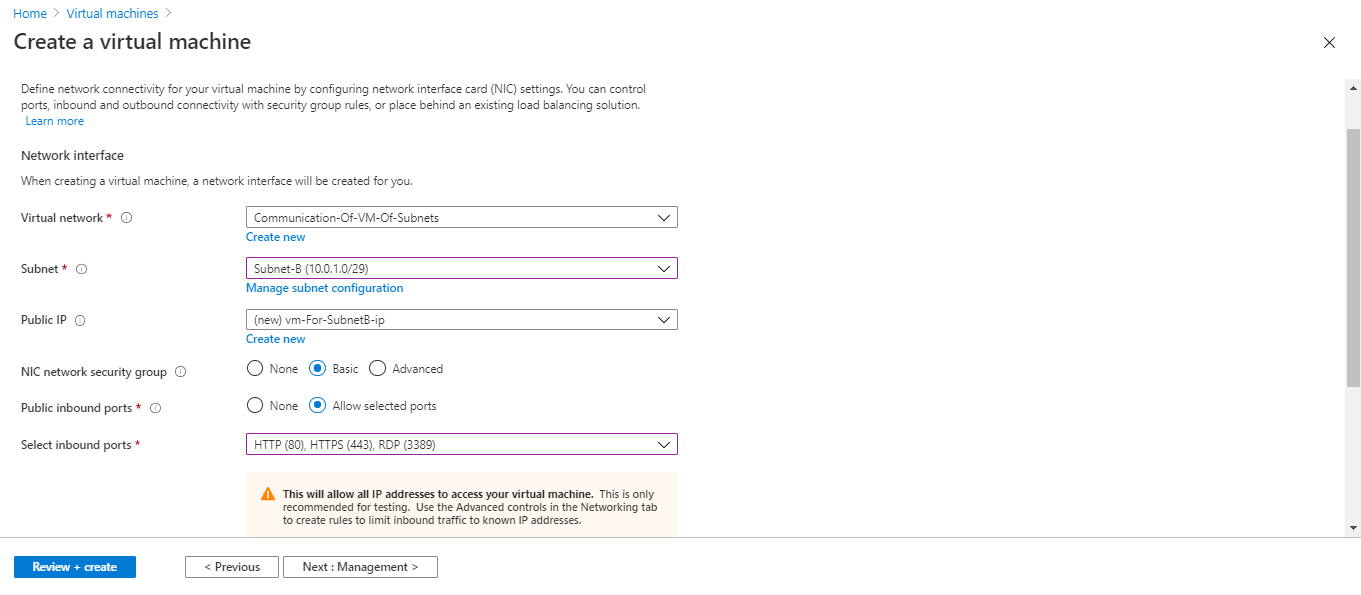 Home > Virtual machines >
Create a virtual machine
Define network connectivity for your virtual machine by configuring network interface card (NIC) settings. You can control
ports, inbound and outbound connectivity with security group rules, or place behind an existing load balancing solution.
Learn more
Network interface
When creating a virtual machine, a network interface will be created for you.
Virtual network *
Communication-Of-VM-Of-Subnets
Create new
Subnet *
Subnet-B (10.0.1.0/29)
Manage subnet configuration
Public IP
(new) vm-For-SubnetB-ip
Create new
NIC network security group
None Basic Advanced
Public inbound ports *
None Allow selected ports
Select inbound ports *
HTTP (80), HTTPS (443), RDP (3389)
This will allow all IP addresses to access your virtual machine. This is only
recommended for testing. Use the Advanced controls in the Networking tab
to create rules to limit inbound traffic to known IP addresses.
Review + create < Previous Next : Management >